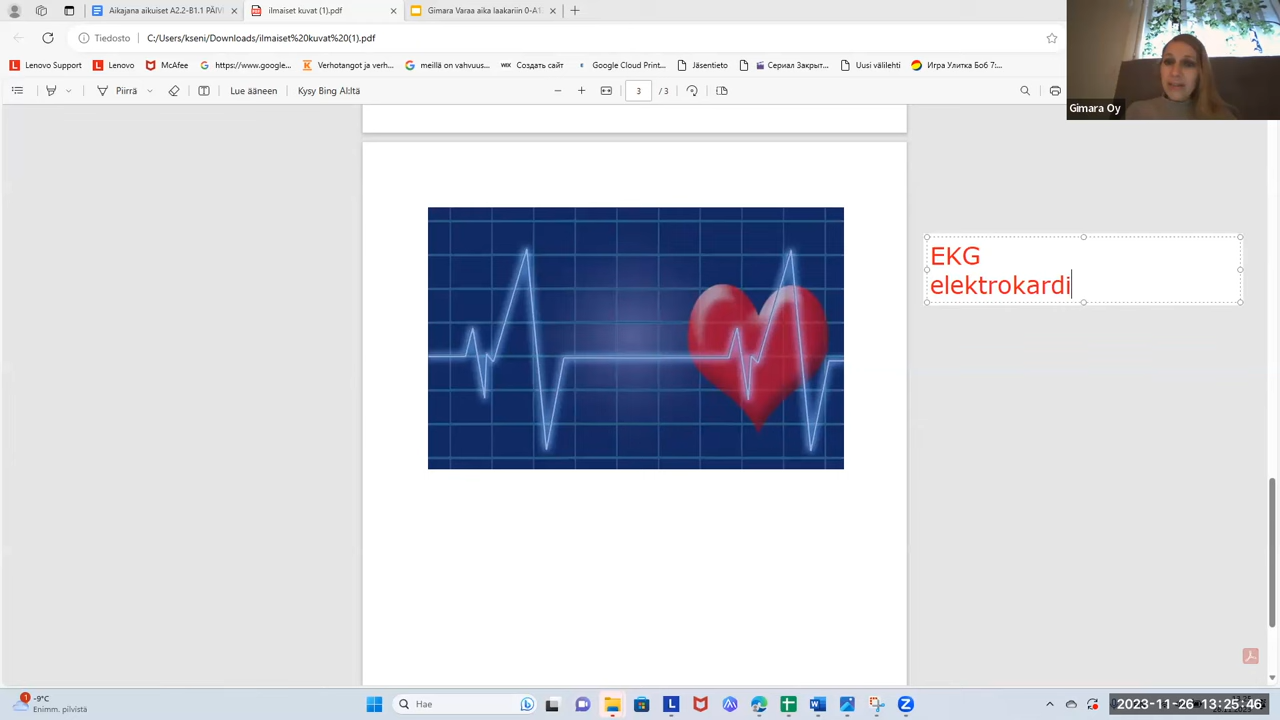 Aikajana aikuiset A2.2-B1.1 PÄIV
ilmaiset kuvat (1).pdf
Gimara Varaa aika laakariin 0-A1
Tiedosto
C:/Users/kseni/Downloads/ilmaiset%20kuvat%20(1).pdf
Lenovo Support
Lenovo
McAfee
https://www.google...
Verhotangot ja verh...
meillä on vahvuus...
WIX Создать сайт
Google Cloud Print...
Jäsentieto
Сериал Закрыт...
Uusi välilehti
Игра Улитка Боб 7:...
Piirrä
Lue ääneen
Kysy Bing AI:ltä
3 / 3
Gimara Oy
EKG
elektrokardi
1
-9°C
Enimm. pilvistä
Hae
2023-11-26 13:25:46